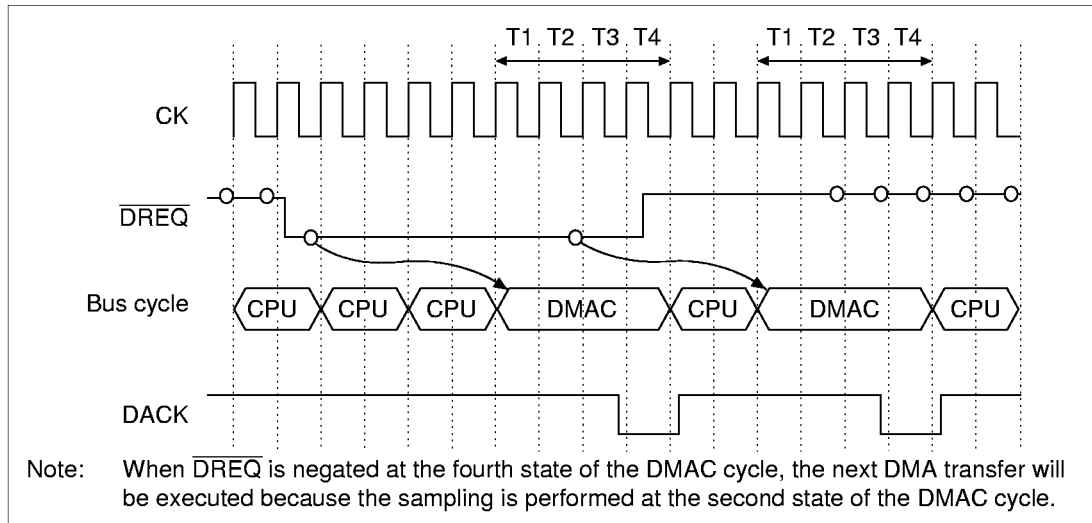 T1 T2 T3 T4 T1 T2 T3 T4
CK
DREQ
Bus cycle CPU CPU CPU DMAC CPU DMAC CPU
DACK
Note: When DREQ is negated at the fourth state of the DMAC cycle, the next DMA transfer will
be executed because the sampling is performed at the second state of the DMAC cycle.